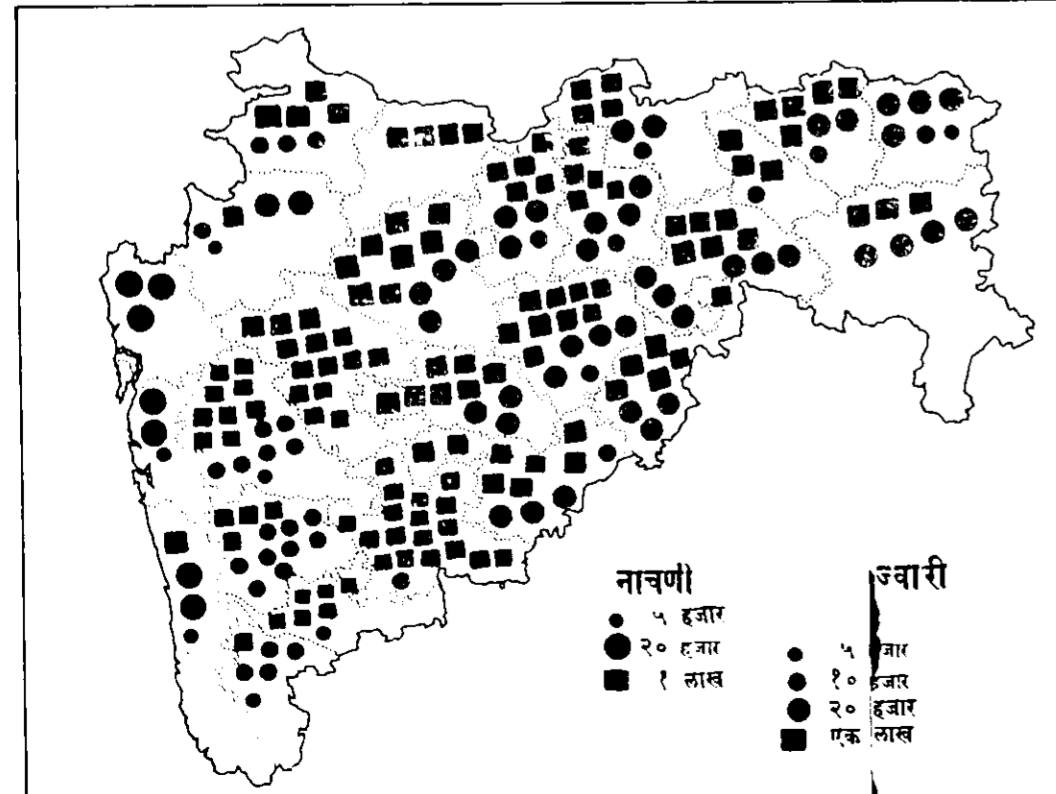 नाचणी
५ हजार
२० हजार
१ लाख
ज्वारी
५ हजार
१० हजार
२० हजार
एक लाख